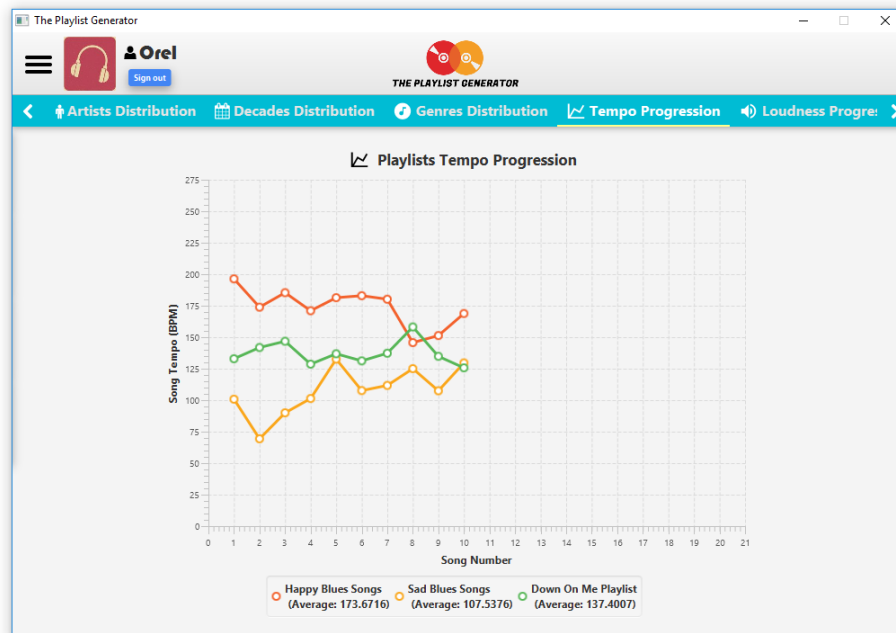 The Playlist Generator
Orel
Sign out
THE PLAYLIST GENERATOR
Artists Distribution Decades Distribution Genres Distribution Tempo Progression Loudness Progres
Playlists Tempo Progression
275
250
225
200
175
150
125
100
75
50
25
0
Song Tempo (BPM)
0 1 2 3 4 5 6 7 8 9 10 11 12 13 14 15 16 17 18 19 20 21
Song Number
Happy Blues Songs Sad Blues Songs Down On Me Playlist
(Average: 173.6716) (Average: 107.5376) (Average: 137.4007)